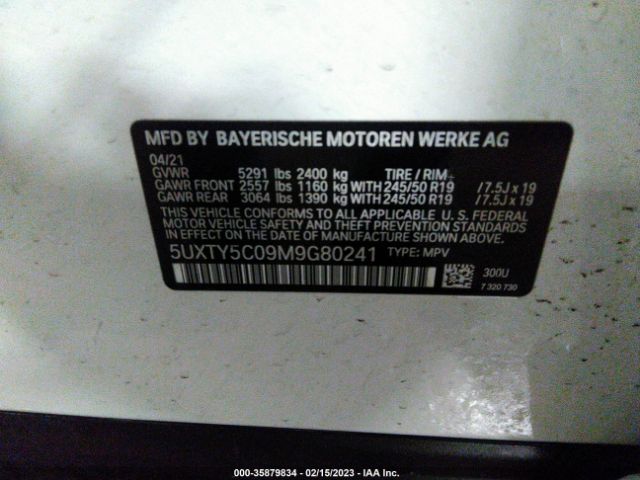 MFD BY BAYERISCHE MOTOREN WERKE AG
04/21
GVWR 5291 lbs 2400 kg TIRE / RIM
GAWR FRONT 2557 lbs 1160 kg WITH 245/50 R19 / 7.5J x 19
GAWR REAR 3064 lbs 1390 kg WITH 245/50 R19 / 7.5J x 19
THIS VEHICLE CONFORMS TO ALL APPLICABLE U. S. FEDERAL
MOTOR VEHICLE SAFETY AND THEFT PREVENTION STANDARDS
IN EFFECT ON THE DATE OF MANUFACTURE SHOWN ABOVE.
5UXTY5C09M9G80241 TYPE: MPV
300U
7 320 730
000-35879834 - 02/15/2023 - IAA Inc.